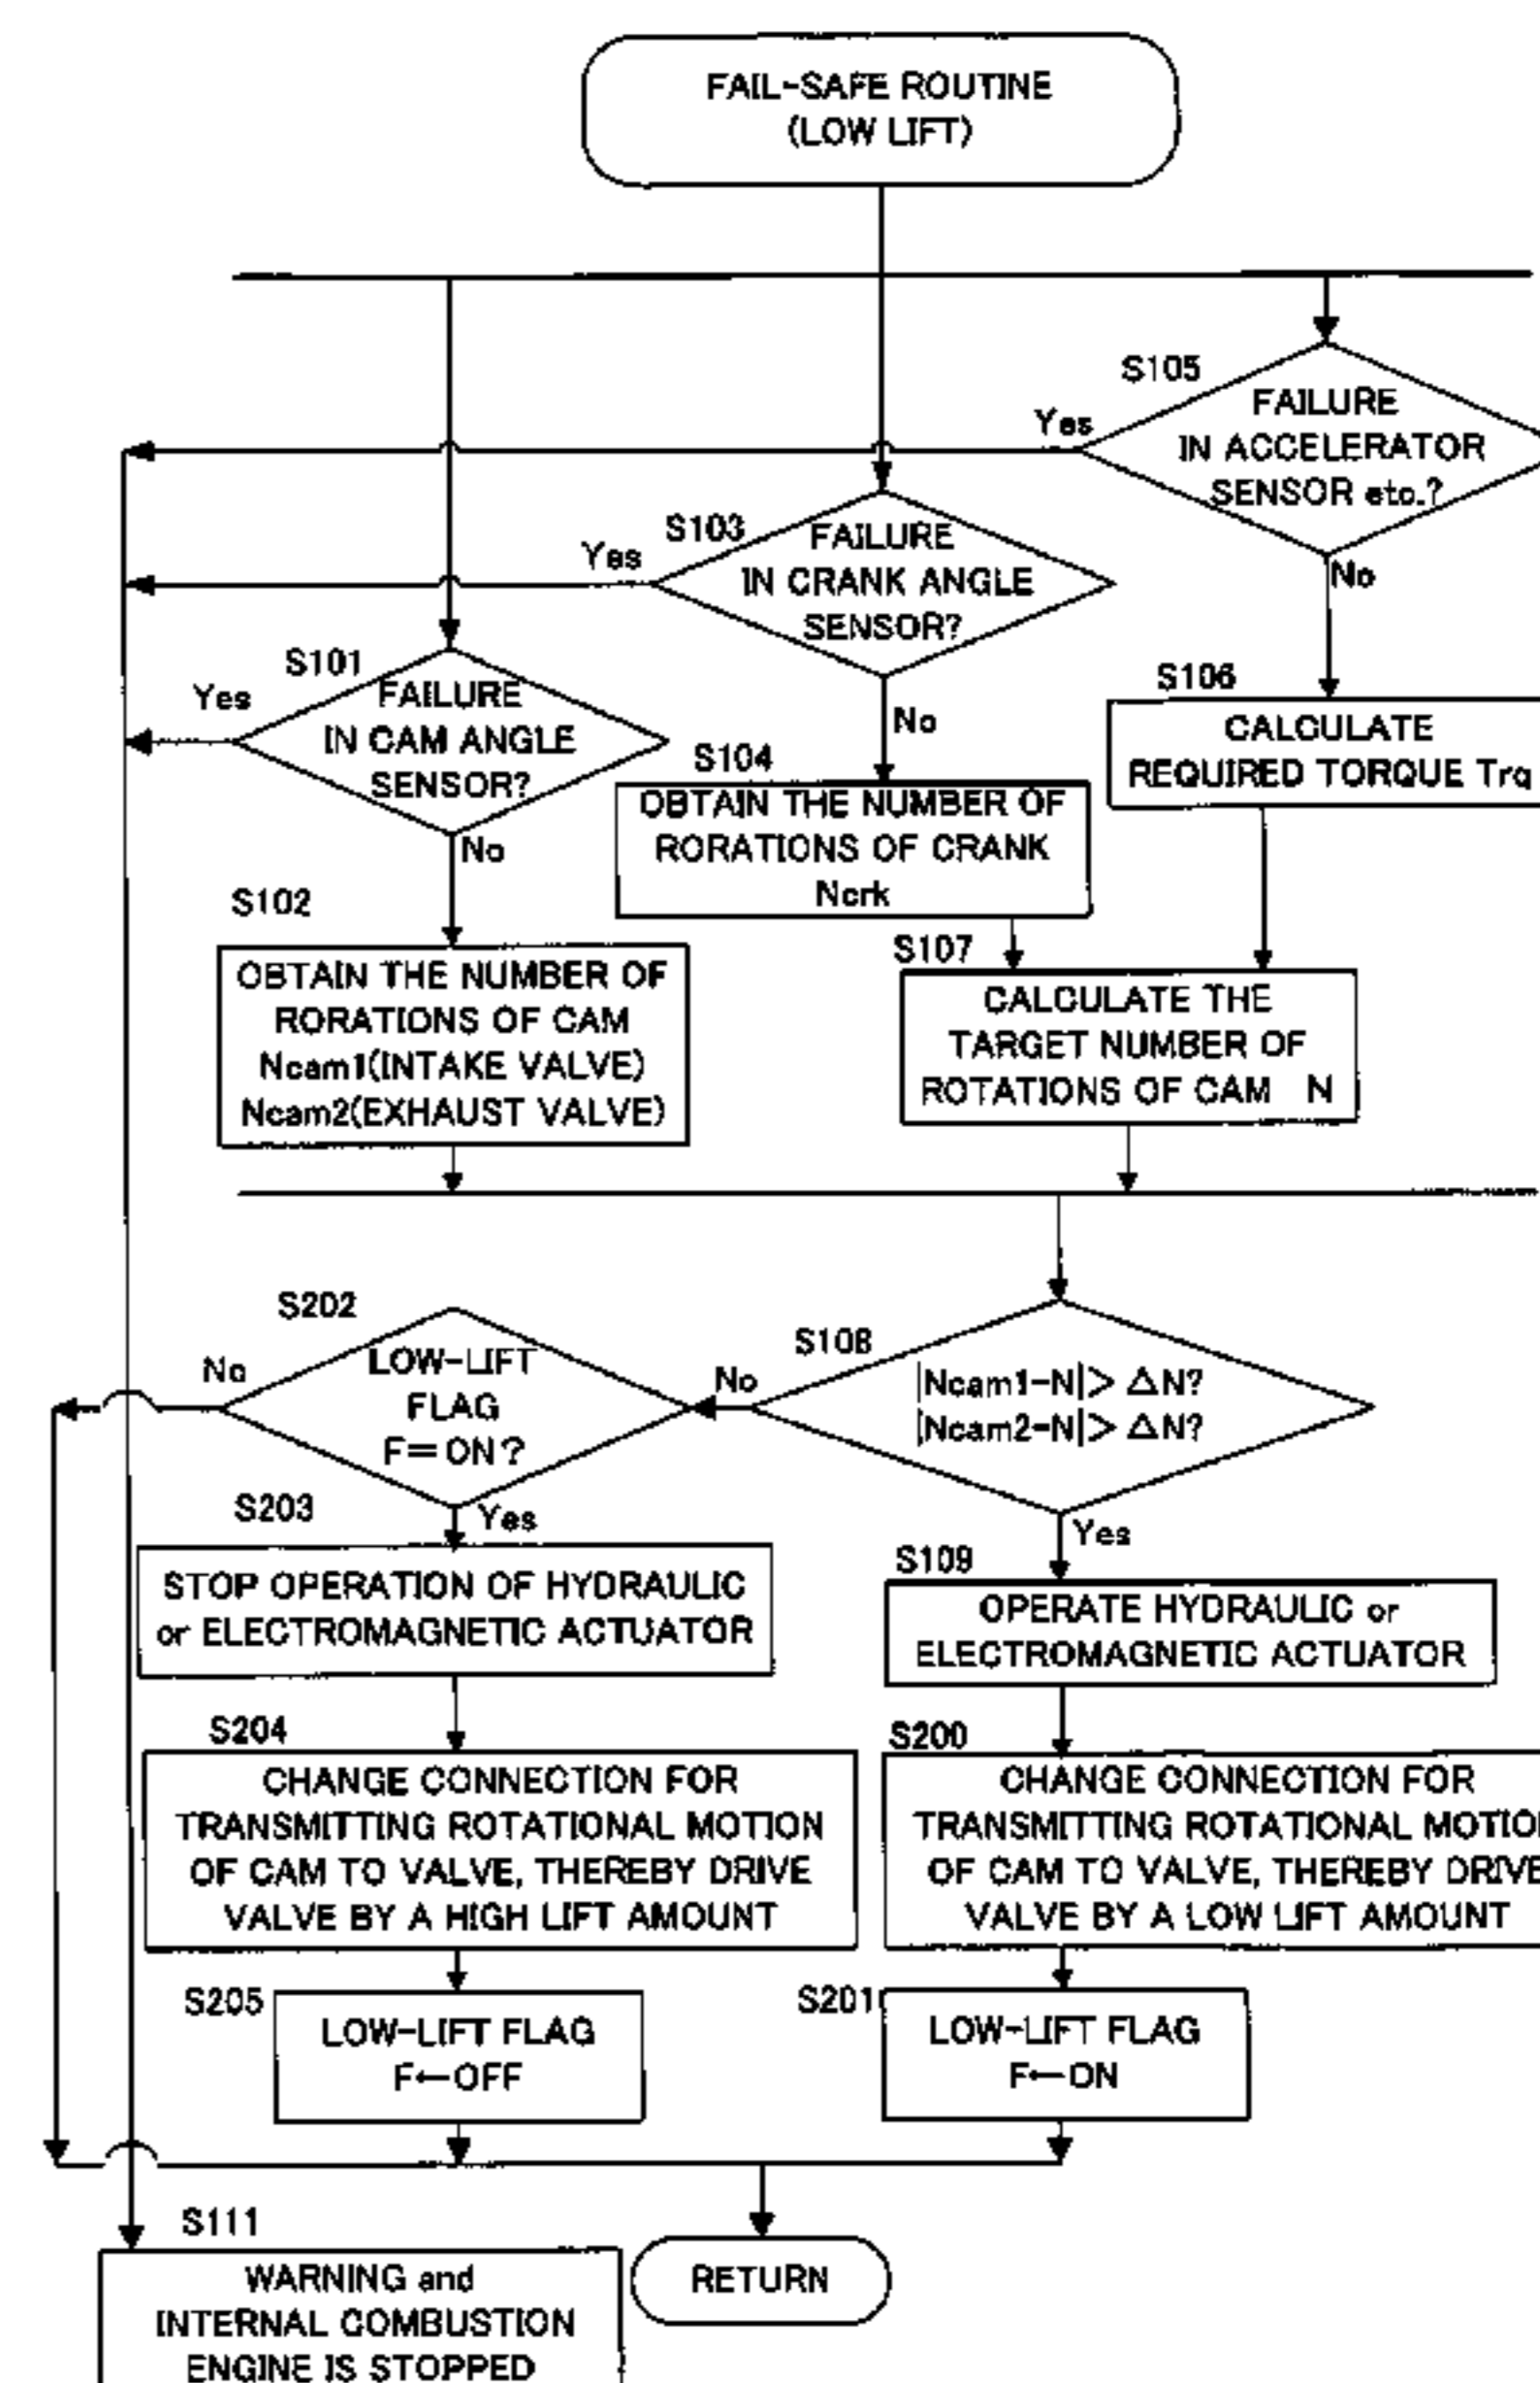 FAIL-SAFE ROUTINE
(LOW LIFT)
S105
FAILURE
IN ACCELERATOR
SENSOR etc.?
Yes
No
S103
FAILURE
IN CRANK ANGLE
SENSOR?
Yes
No
S101
FAILURE
IN CAM ANGLE
SENSOR?
Yes
No
S106
CALCULATE
REQUIRED TORQUE Trq
S104
OBTAIN THE NUMBER OF
RORATIONS OF CRANK
Ncrk
S102
OBTAIN THE NUMBER OF
RORATIONS OF CAM
Ncam1(INTAKE VALVE)
Ncam2(EXHAUST VALVE)
S107
CALCULATE THE
TARGET NUMBER OF
ROTATIONS OF CAM N
S108
|Ncam1-N|> △N?
|Ncam2-N|> △N?
No
Yes
S202
LOW-LIFT
FLAG
F=ON?
No
Yes
S203
STOP OPERATION OF HYDRAULIC
or ELECTROMAGNETIC ACTUATOR
S109
OPERATE HYDRAULIC or
ELECTROMAGNETIC ACTUATOR
S204
CHANGE CONNECTION FOR
TRANSMITTING ROTATIONAL MOTION
OF CAM TO VALVE, THEREBY DRIVE
VALVE BY A HIGH LIFT AMOUNT
S200
CHANGE CONNECTION FOR
TRANSMITTING ROTATIONAL MOTION
OF CAM TO VALVE, THEREBY DRIVE
VALVE BY A LOW LIFT AMOUNT
S205
LOW-LIFT FLAG
F←OFF
S201
LOW-LIFT FLAG
F←ON
S111
WARNING and
INTERNAL COMBUSTION
ENGINE IS STOPPED
RETURN